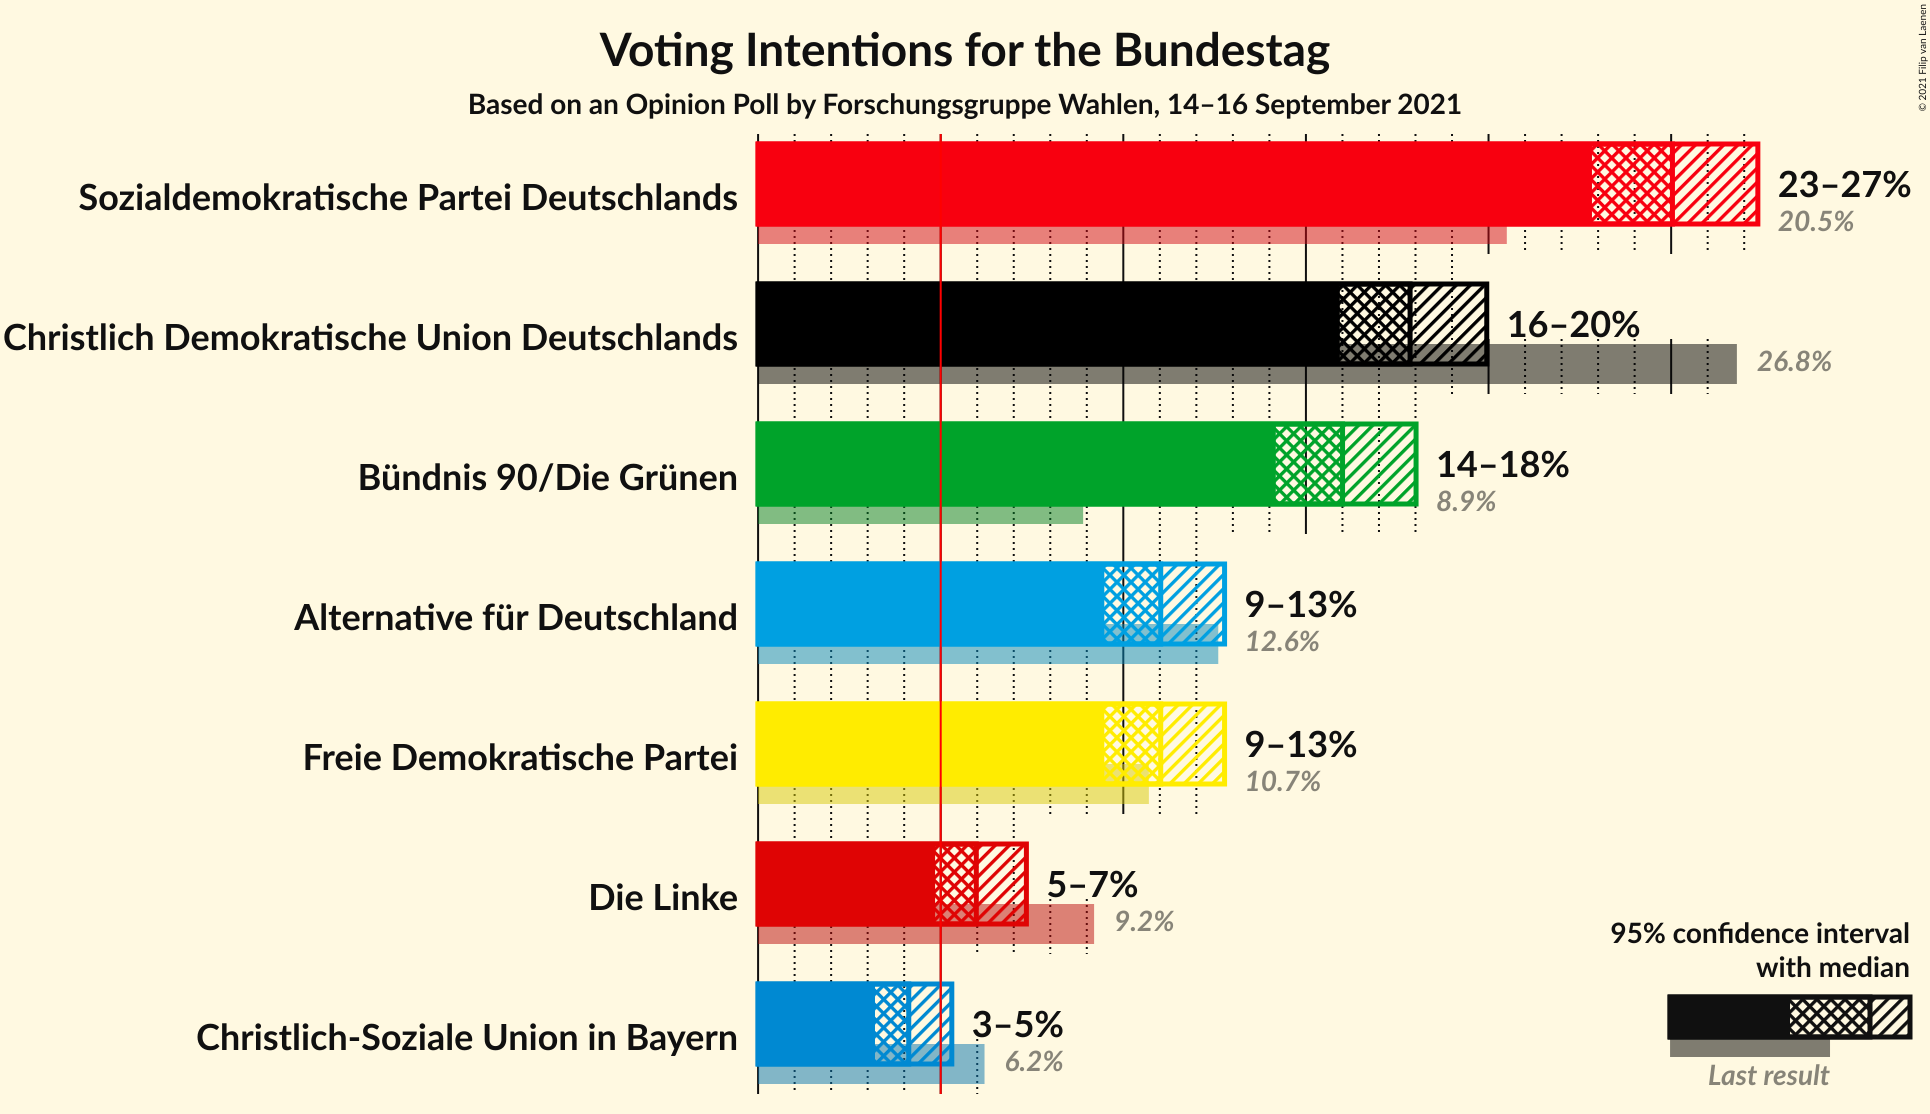 Voting Intentions for the Bundestag
Based on an Opinion Poll by Forschungsgruppe Wahlen, 14–16 September 2021
© 2021 Filip van Laenen
Sozialdemokratische Partei Deutschlands
23–27%
20.5%
Christlich Demokratische Union Deutschlands
16–20%
26.8%
Bündnis 90/Die Grünen
14–18%
8.9%
Alternative für Deutschland
9–13%
12.6%
Freie Demokratische Partei
9–13%
10.7%
Die Linke
5–7%
9.2%
Christlich-Soziale Union in Bayern
3–5%
6.2%
95% confidence interval
with median
Last result